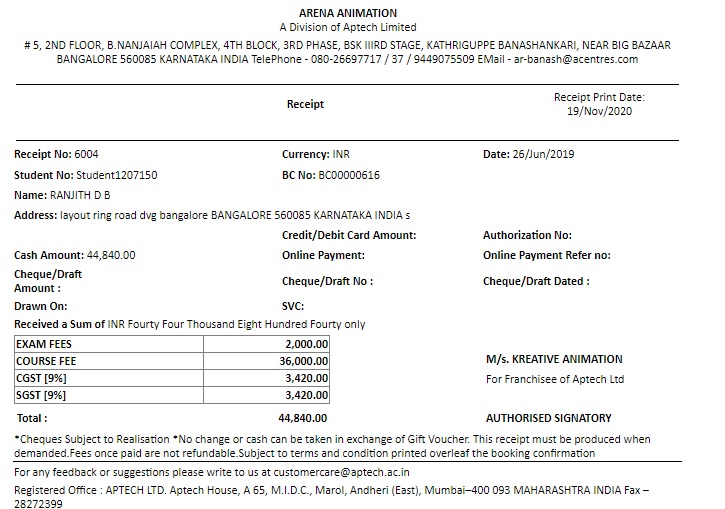 ARENA ANIMATION
A Division of Aptech Limited
# 5, 2ND FLOOR, B.NANJAIAH COMPLEX, 4TH BLOCK, 3RD PHASE, BSK IIIRD STAGE, KATHRIGUPPE BANASHANKARI, NEAR BIG BAZAAR
BANGALORE 560085 KARNATAKA INDIA TelePhone - 080-26697717 / 37 / 9449075509 EMail - ar-banash@acentres.com
Receipt
Receipt Print Date:
19/Nov/2020
Receipt No: 6004 Currency: INR Date: 26/Jun/2019
Student No: Student1207150 BC No: BC00000616
Name: RANJITH D B
Address: layout ring road dvg bangalore BANGALORE 560085 KARNATAKA INDIA s
Credit/Debit Card Amount: Authorization No:
Cash Amount: 44,840.00 Online Payment: Online Payment Refer no:
Cheque/Draft
Amount : Cheque/Draft No : Cheque/Draft Dated :
Drawn On: SVC:
Received a Sum of INR Fourty Four Thousand Eight Hundred Fourty only
EXAM FEES 2,000.00
COURSE FEE 36,000.00 M/s. KREATIVE ANIMATION
CGST [9%] 3,420.00 For Franchisee of Aptech Ltd
SGST [9%] 3,420.00
Total : 44,840.00 AUTHORISED SIGNATORY
*Cheques Subject to Realisation *No change or cash can be taken in exchange of Gift Voucher. This receipt must be produced when
demanded.Fees once paid are not refundable.Subject to terms and condition printed overleaf the booking confirmation
For any feedback or suggestions please write to us at customercare@aptech.ac.in
Registered Office : APTECH LTD. Aptech House, A 65, M.I.D.C., Marol, Andheri (East), Mumbai–400 093 MAHARASHTRA INDIA Fax –
28272399